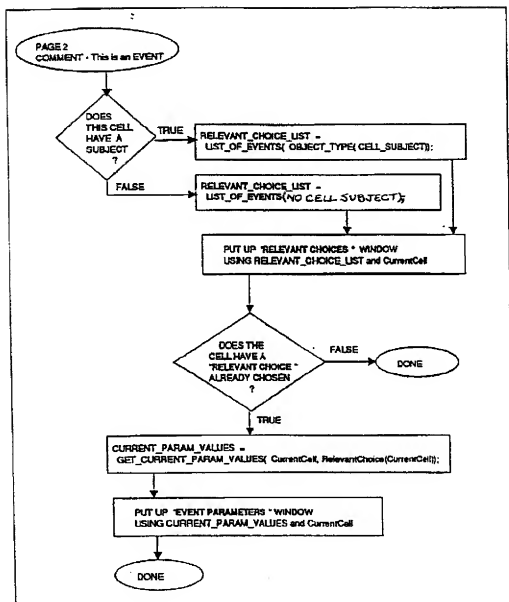 PAGE 2
COMMENT - This is an EVENT
DOES
THIS CELL
HAVE A
SUBJECT
?
TRUE
RELEVANT_CHOICE_LIST =
LIST_OF_EVENTS( OBJECT_TYPE( CELL_SUBJECT));
FALSE
RELEVANT_CHOICE_LIST =
LIST_OF_EVENTS(NO CELL SUBJECT);
PUT UP "RELEVANT CHOICES " WINDOW
USING RELEVANT_CHOICE_LIST and CurrentCell
DOES THE
CELL HAVE A
"RELEVANT CHOICE "
ALREADY CHOSEN
?
FALSE
DONE
TRUE
CURRENT_PARAM_VALUES =
GET_CURRENT_PARAM_VALUES( CurrentCell, RelevantChoice(CurrentCell));
PUT UP "EVENT PARAMETERS " WINDOW
USING CURRENT_PARAM_VALUES and CurrentCell
DONE